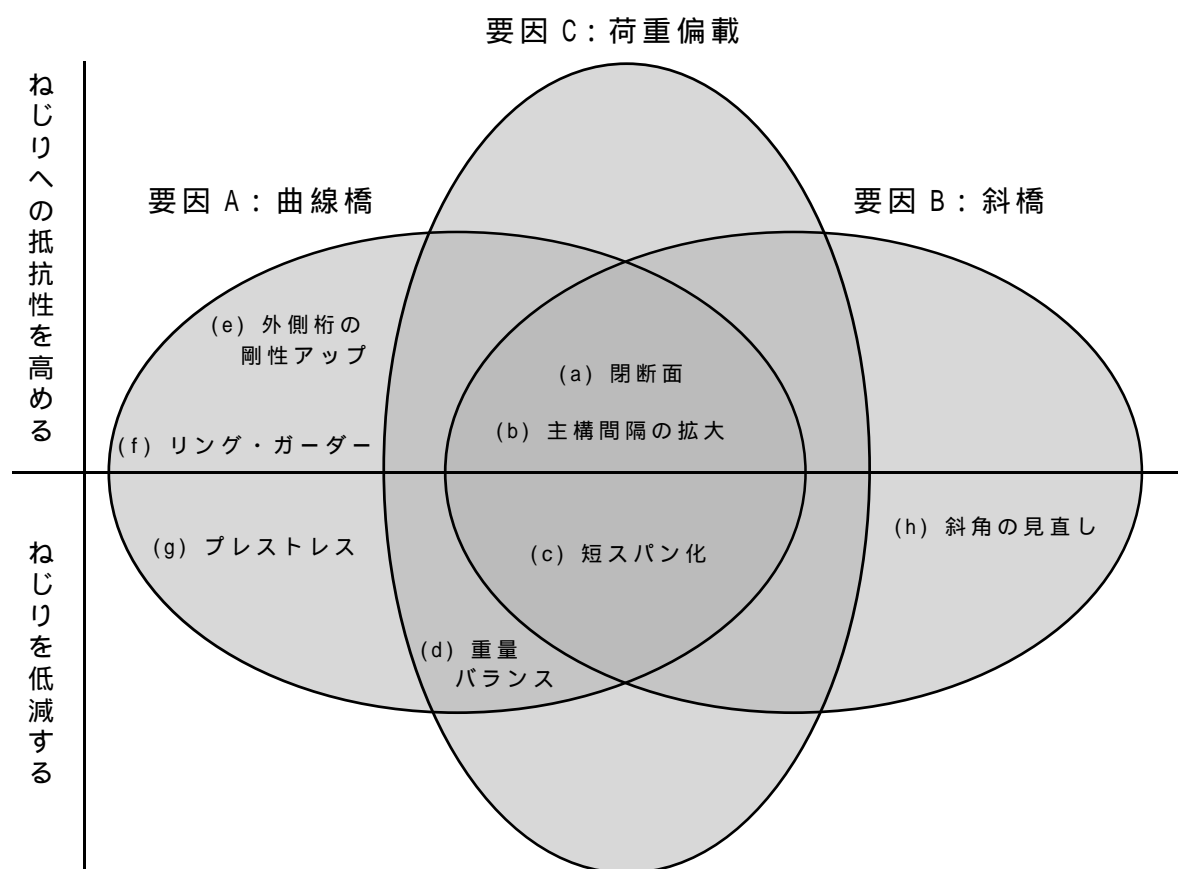 要因 C：荷重偏載
ねじりへの抵抗性を高める
要因 A：曲線橋
要因 B：斜橋
(e) 外側桁の
剛性アップ
(a) 閉断面
(b) 主構間隔の拡大
(f) リング・ガーダー
(g) プレストレス
(c) 短スパン化
(h) 斜角の見直し
(d) 重量
バランス
ねじりを低減する